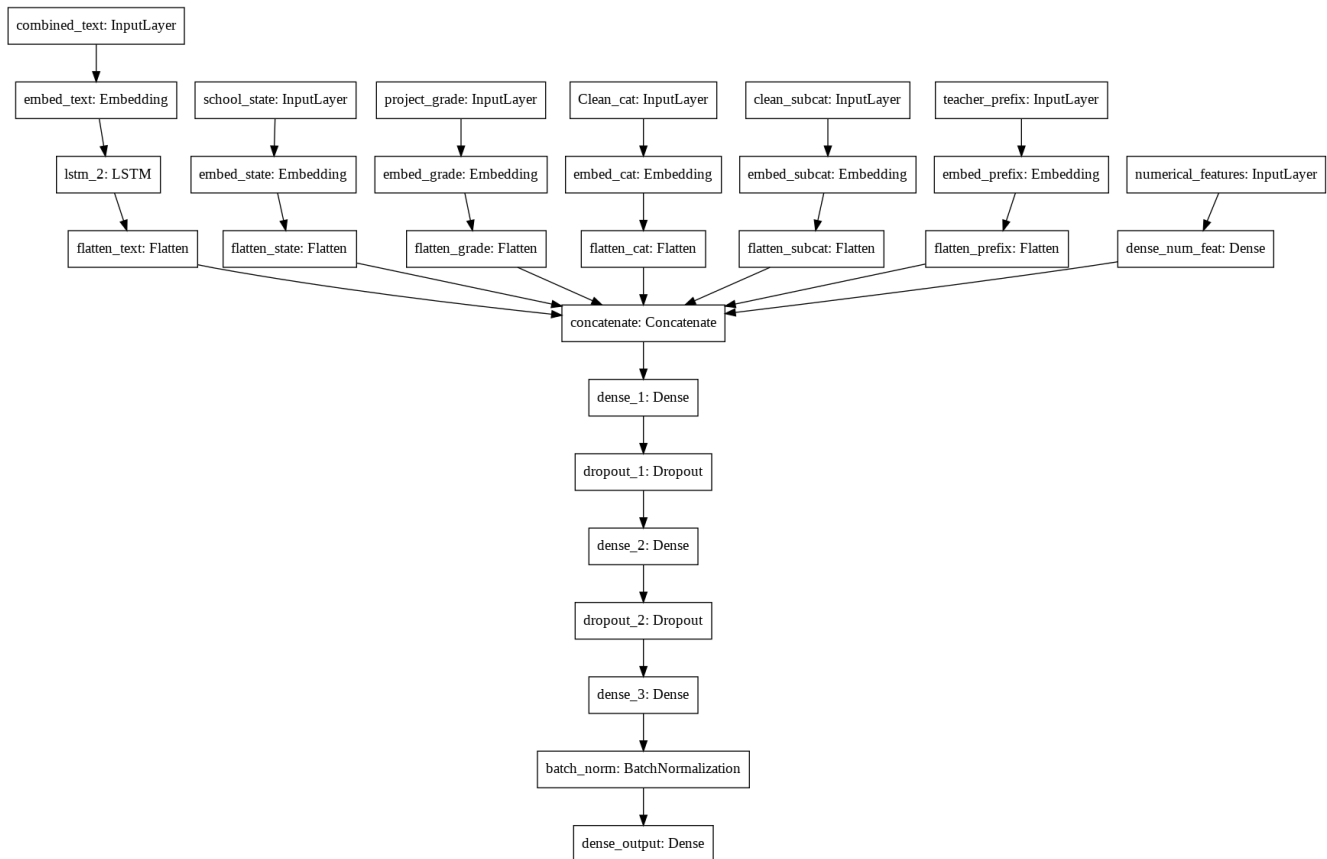 combined_text: InputLayer
embed_text: Embedding
school_state: InputLayer
project_grade: InputLayer
Clean_cat: InputLayer
clean_subcat: InputLayer
teacher_prefix: InputLayer
lstm_2: LSTM
embed_state: Embedding
embed_grade: Embedding
embed_cat: Embedding
embed_subcat: Embedding
embed_prefix: Embedding
numerical_features: InputLayer
flatten_text: Flatten
flatten_state: Flatten
flatten_grade: Flatten
flatten_cat: Flatten
flatten_subcat: Flatten
flatten_prefix: Flatten
dense_num_feat: Dense
concatenate: Concatenate
dense_1: Dense
dropout_1: Dropout
dense_2: Dense
dropout_2: Dropout
dense_3: Dense
batch_norm: BatchNormalization
dense_output: Dense